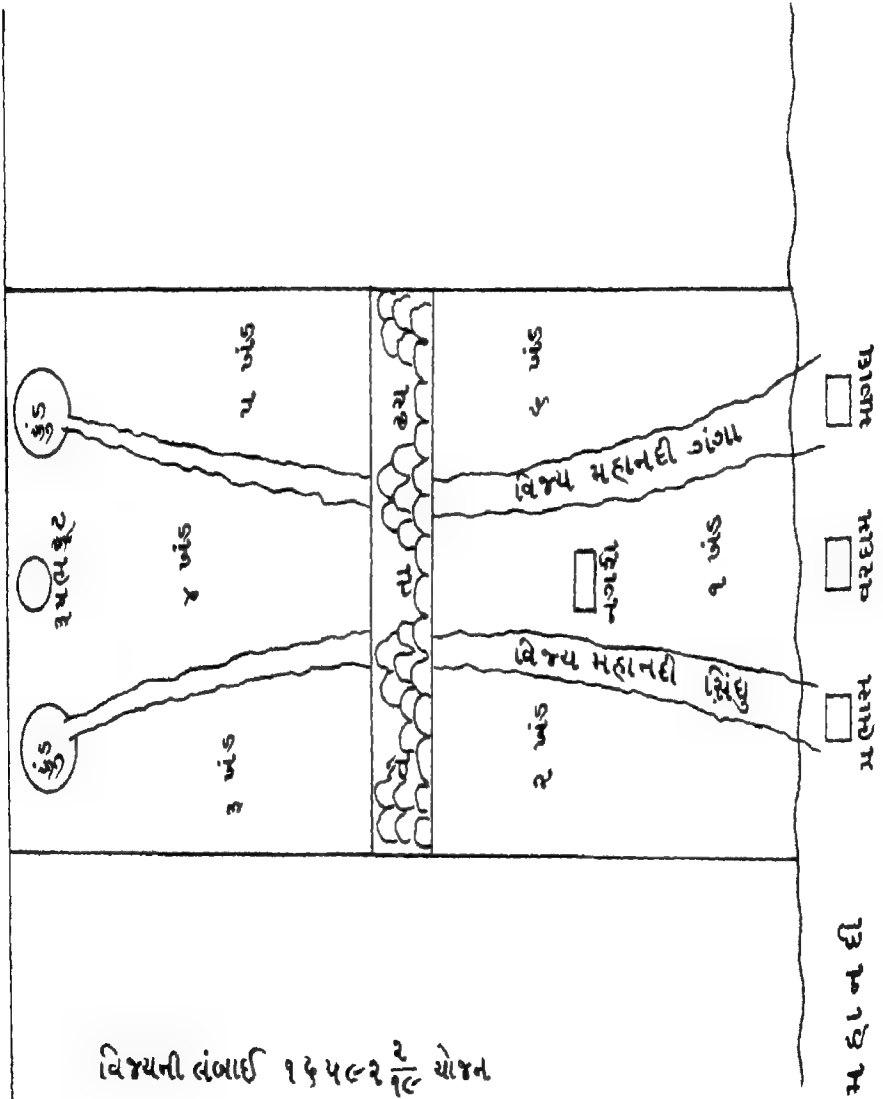 ૫ ખંડ
૬ ખંડ
માગધ
કુંડ
ઢ્ય
વિજય મહાનદી ગંગા
ઋષભકૂટ
૪ ખંડ
તા
નગરી
૧ ખંડ
વરદામ
વિજય મહાનદી સિંધુ
કુંડ
૩ ખંડ
વૈ
૨ ખંડ
પ્રભાસ
મહાનદી
વિજયની લંબાઈ ૧૬૫૯૨ ૨/૧૯ યોજન